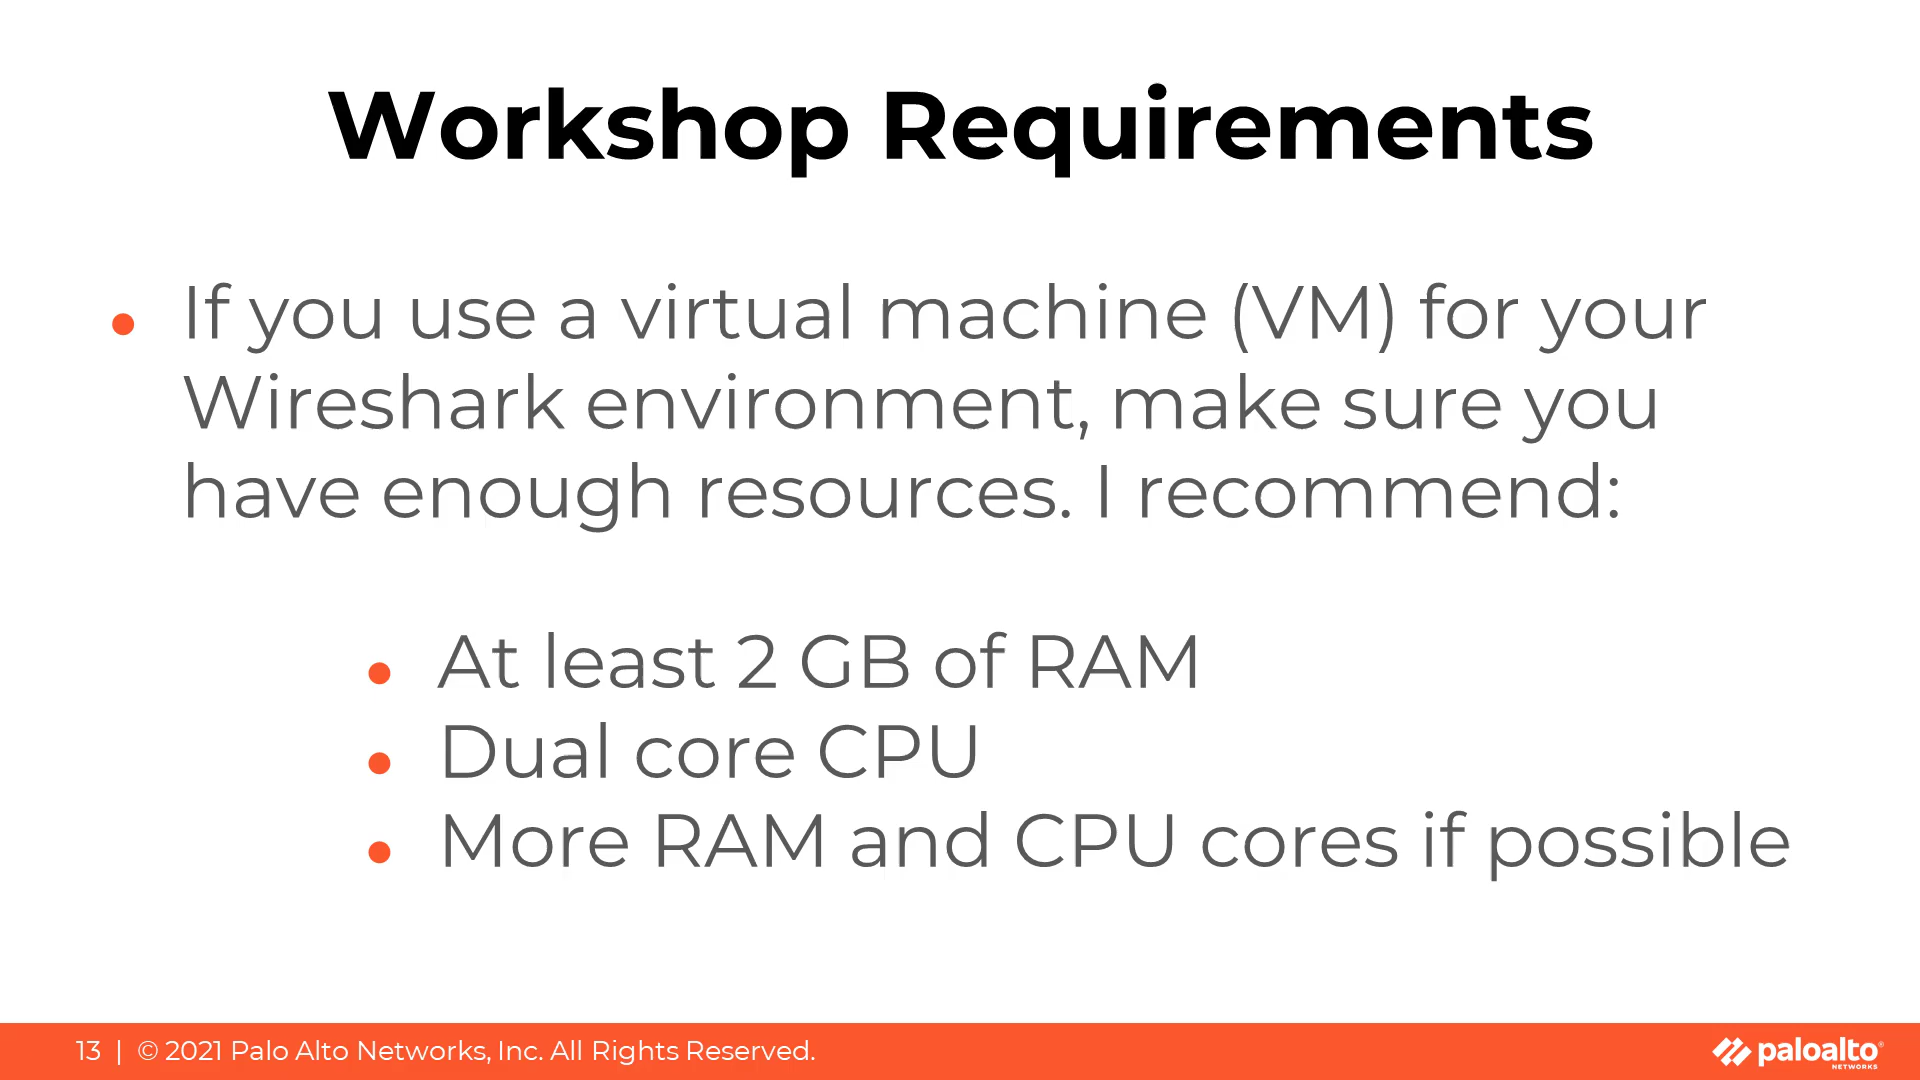 Workshop Requirements
• If you use a virtual machine (VM) for your
Wireshark environment, make sure you
have enough resources. I recommend:
• At least 2 GB of RAM
• Dual core CPU
• More RAM and CPU cores if possible
13 | © 2021 Palo Alto Networks, Inc. All Rights Reserved.
paloalto®
NETWORKS